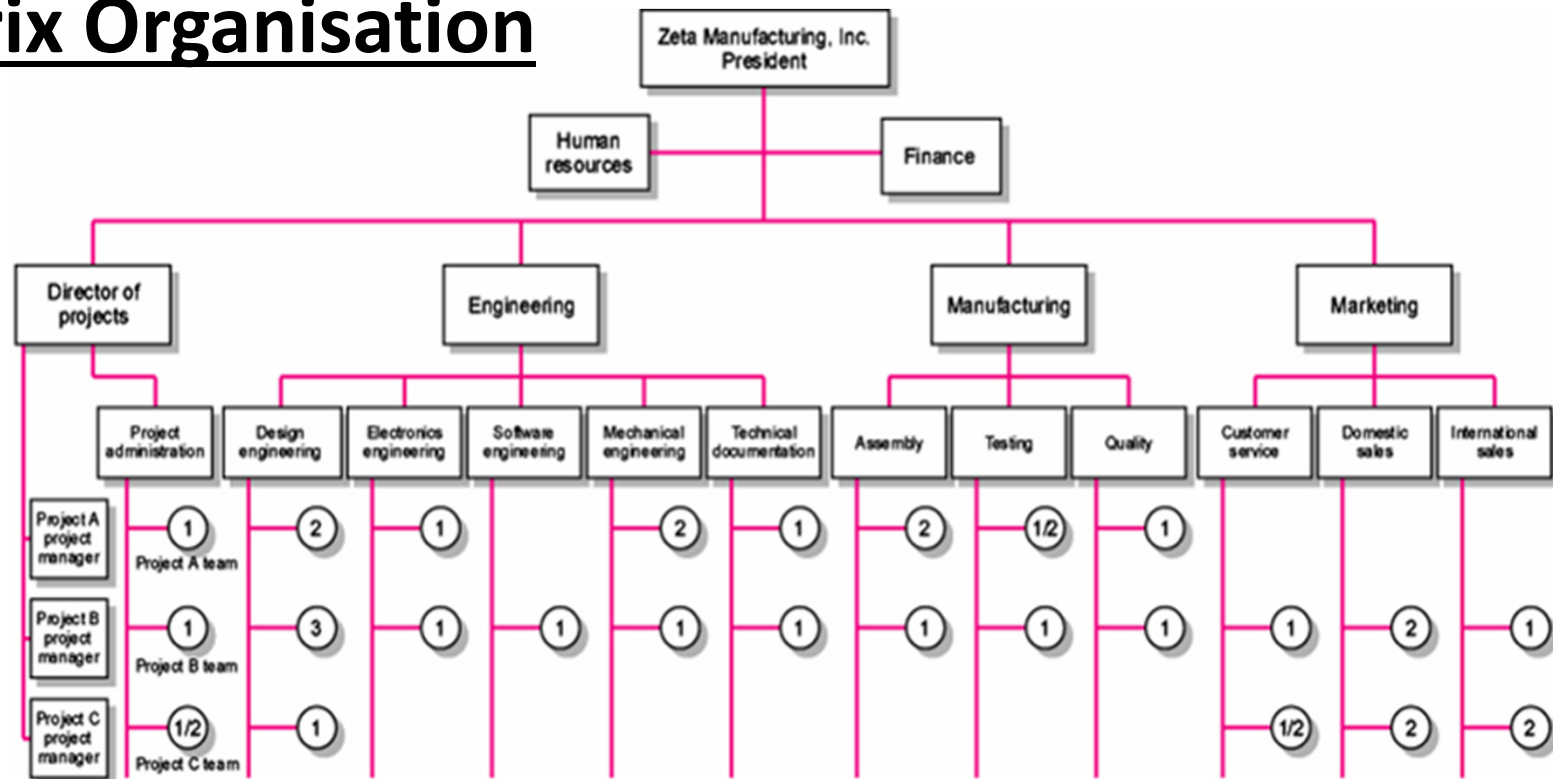 rix Organisation
Zeta Manufacturing, Inc.
President
Human
resources
Finance
Director of
projects
Engineering
Manufacturing
Marketing
Project
administration
Design
engineering
Electronics
engineering
Software
engineering
Mechanical
engineering
Technical
documentation
Assembly
Testing
Quality
Customer
service
Domestic
sales
International
sales
Project A
project
manager
1
2
1
2
1
2
1/2
1
Project A team
Project B
project
manager
1
3
1
1
1
1
1
1
1
1
2
1
Project B team
Project C
project
manager
1/2
1
1/2
2
2
Project C team